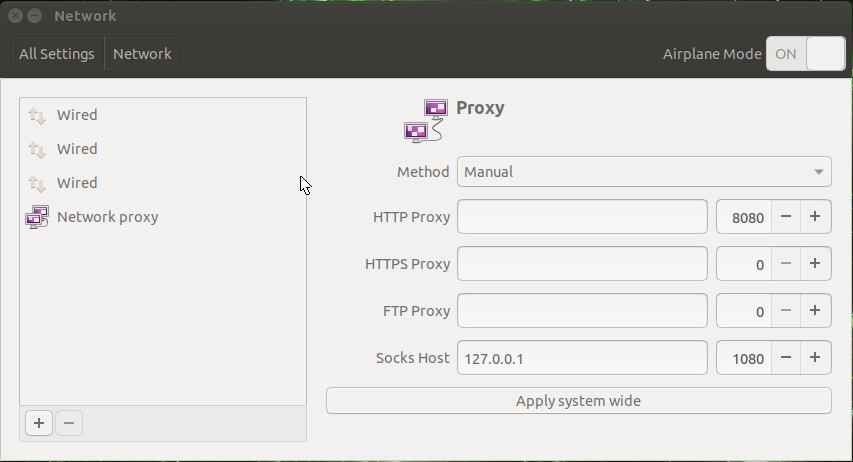 Network
All Settings Network Airplane Mode ON
Proxy
Wired
Wired
Wired
Network proxy
Method Manual
HTTP Proxy 8080 − +
HTTPS Proxy 0 − +
FTP Proxy 0 − +
Socks Host 127.0.0.1 1080 − +
Apply system wide
+ −